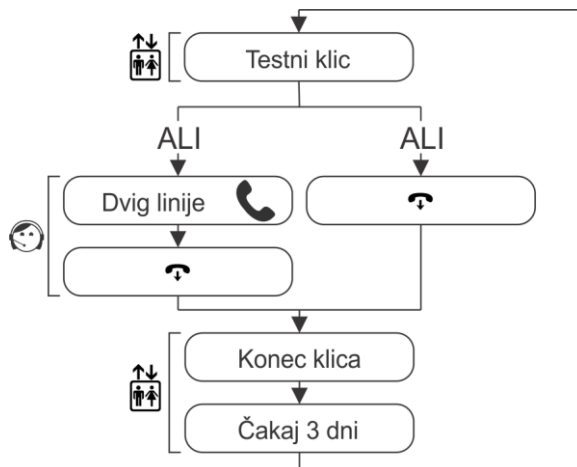 Testni klic
ALI
ALI
Dvig linije
Konec klica
Čakaj 3 dni